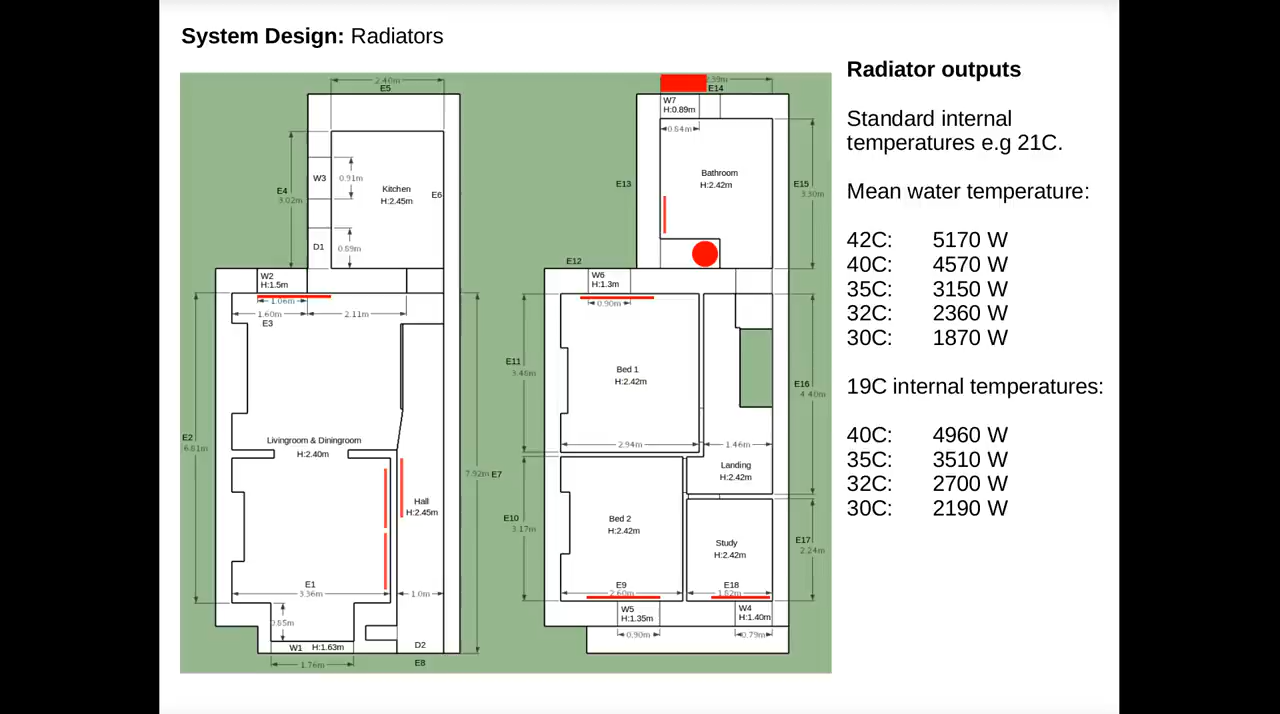 System Design: Radiators
2.40m
E5
E4
3.02m
W3
0.91m
Kitchen
H:2.45m
E6
D1
0.89m
W2
H:1.5m
1.06m
1.60m
2.11m
E3
E2
6.81m
Livingroom & Diningroom
H:2.40m
7.92m
E7
Hall
H:2.45m
E1
3.36m
1.0m
0.85m
W1
H:1.63m
D2
1.76m
E8
E14
W7
H:0.89m
0.84m
Bathroom
H:2.42m
E13
E15
3.30m
E12
W6
H:1.3m
0.90m
E11
3.46m
Bed 1
H:2.42m
E16
4.40m
2.94m
1.46m
Landing
H:2.42m
E10
3.17m
Bed 2
H:2.42m
Study
H:2.42m
E17
2.24m
E9
2.60m
E18
1.82m
W5
H:1.35m
W4
H:1.40m
0.90m
0.79m
Radiator outputs
Standard internal
temperatures e.g 21C.
Mean water temperature:
42C: 5170 W
40C: 4570 W
35C: 3150 W
32C: 2360 W
30C: 1870 W
19C internal temperatures:
40C: 4960 W
35C: 3510 W
32C: 2700 W
30C: 2190 W